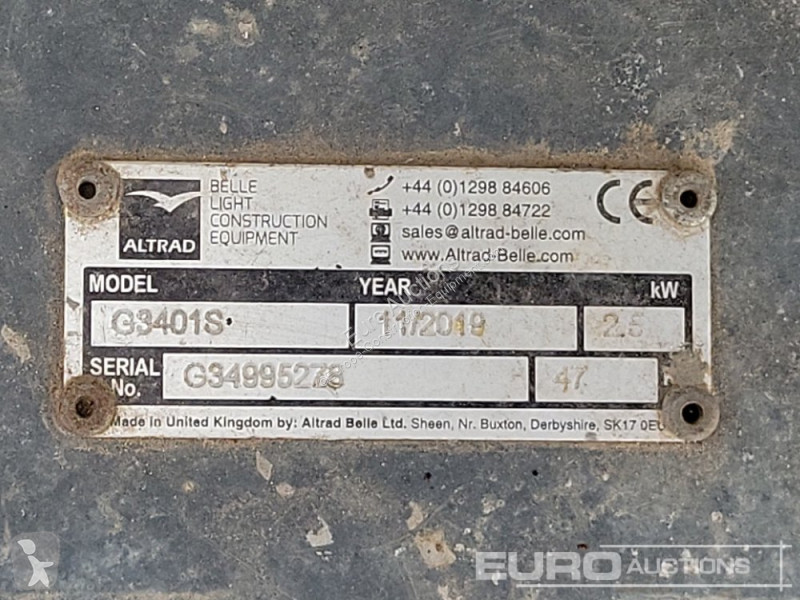 ALTRAD
BELLE
LIGHT
CONSTRUCTION
EQUIPMENT
+44 (0)1298 84606
+44 (0)1298 84722
sales@altrad-belle.com
www.Altrad-Belle.com
CE
MODEL YEAR kW
G3401S 11/2019 2.5
SERIAL No. G34995278 47
Made in United Kingdom by: Altrad Belle Ltd. Sheen, Nr. Buxton, Derbyshire, SK17 0EU
EURO AUCTIONS